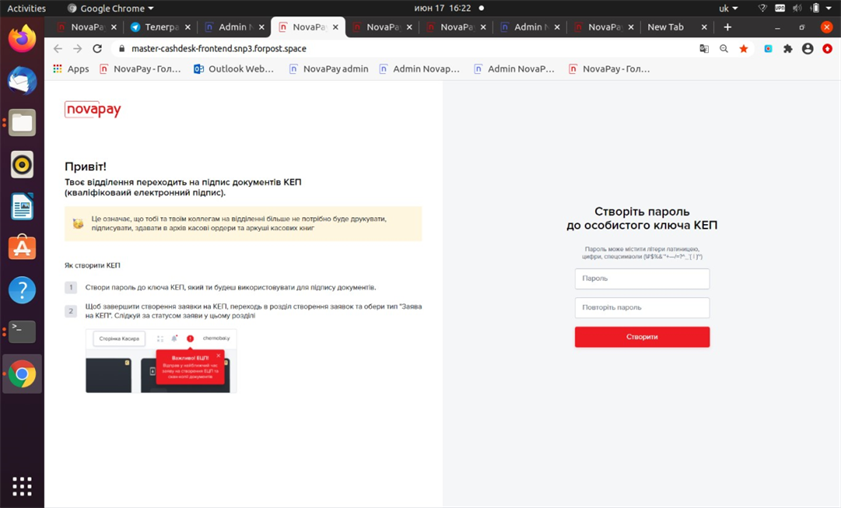 Activities
Google Chrome
июн 17 16:22
uk
NovaPay
Телегра
Admin N
NovaPa
NovaPay
NovaPay
Admin N
NovaPay
New Tab
master-cashdesk-frontend.snp3.forpost.space
Apps
NovaPay - Гол...
Outlook Web...
NovaPay admin
Admin Novap...
Admin NovaP...
NovaPay - Гол...
novapay
Привіт!
Твоє відділення переходить на підпис документів КЕП
(кваліфікований електронний підпис).
Це означає, що тобі та твоїм коллегам на відділенні більше не потрібно буде друкувати,
підписувати, здавати в архів касові ордери та аркуші касових книг
Як створити КЕП
1 Створи пароль до ключа КЕП, який ти будеш використовувати для підпису документів.
2 Щоб завершити створення заявки на КЕП, переходь в розділ створення заявок та обери тип "Заява
на КЕП". Слідкуй за статусом заяви у цьому розділі
Сторінка Касира
chernobai.y
Важливо! ЕЦП!
Створіть пароль
до особистого ключа КЕП
Пароль може містити літери латиницею,
Пароль
Повторіть пароль
Створити